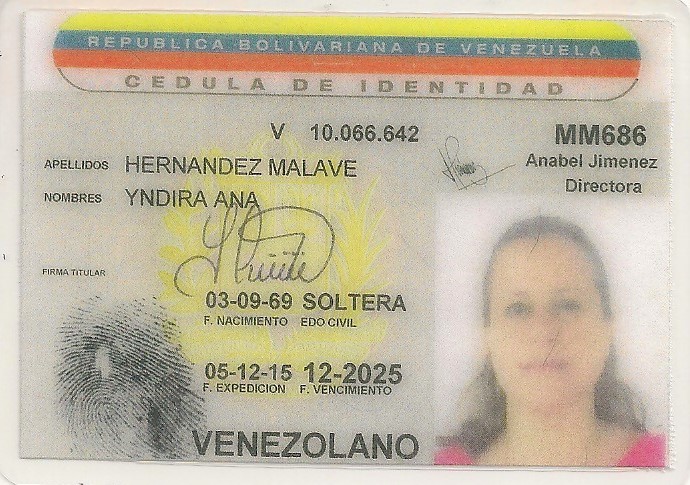 REPUBLICA BOLIVARIANA DE VENEZUELA
CEDULA DE IDENTIDAD
V 10.066.642
MM686
Anabel Jimenez
Directora
APELLIDOS HERNANDEZ MALAVE
NOMBRES YNDIRA ANA
FIRMA TITULAR
03-09-69 SOLTERA
F. NACIMIENTO EDO CIVIL
05-12-15 12-2025
F. EXPEDICION F. VENCIMIENTO
VENEZOLANO